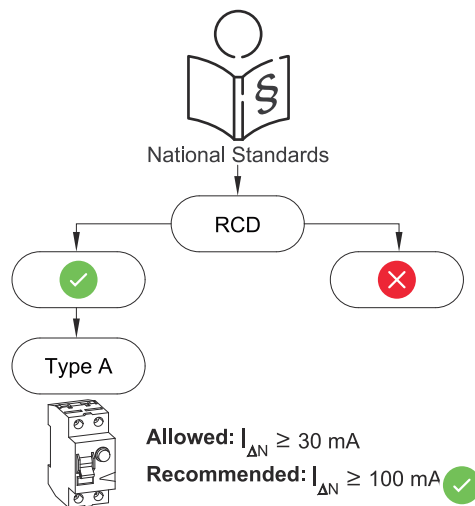 §
National Standards
RCD
Type A
Allowed: IΔN ≥ 30 mA
Recommended: IΔN ≥ 100 mA